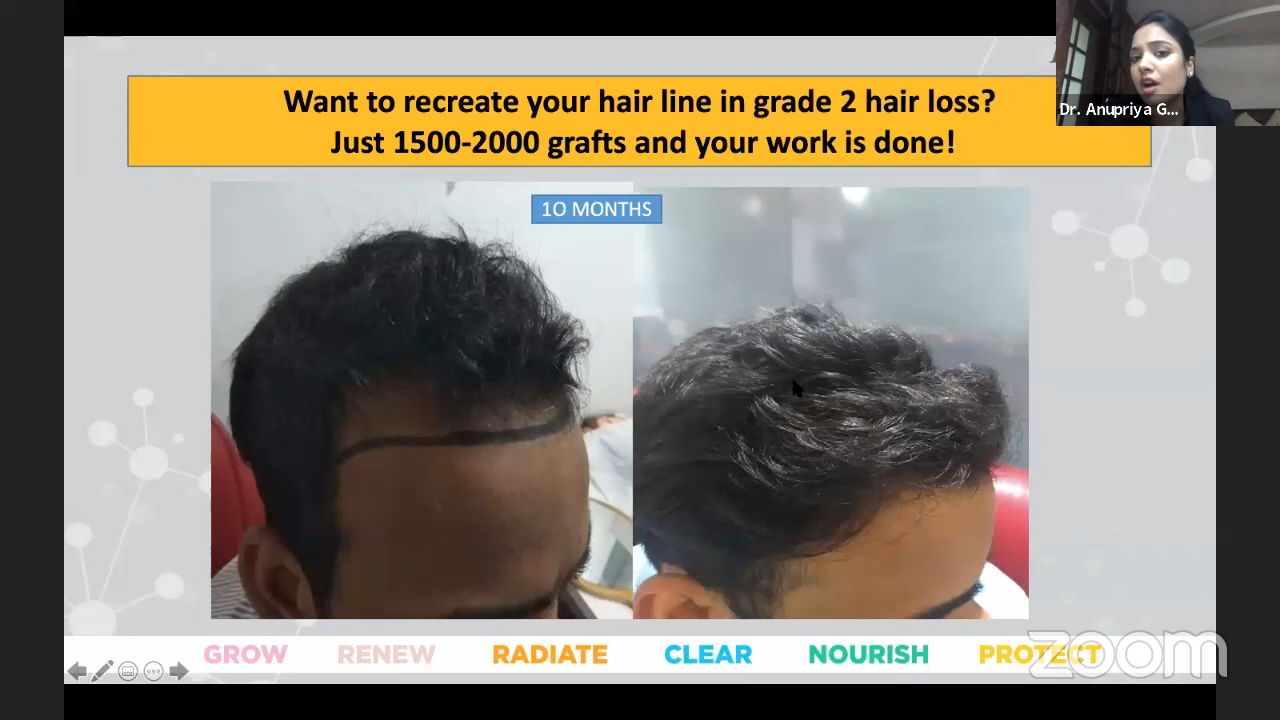 Want to recreate your hair line in grade 2 hair loss?
Just 1500-2000 grafts and your work is done!
Dr. Anupriya G...
1O MONTHS
GROW RENEW RADIATE CLEAR NOURISH PROTECT
zoom